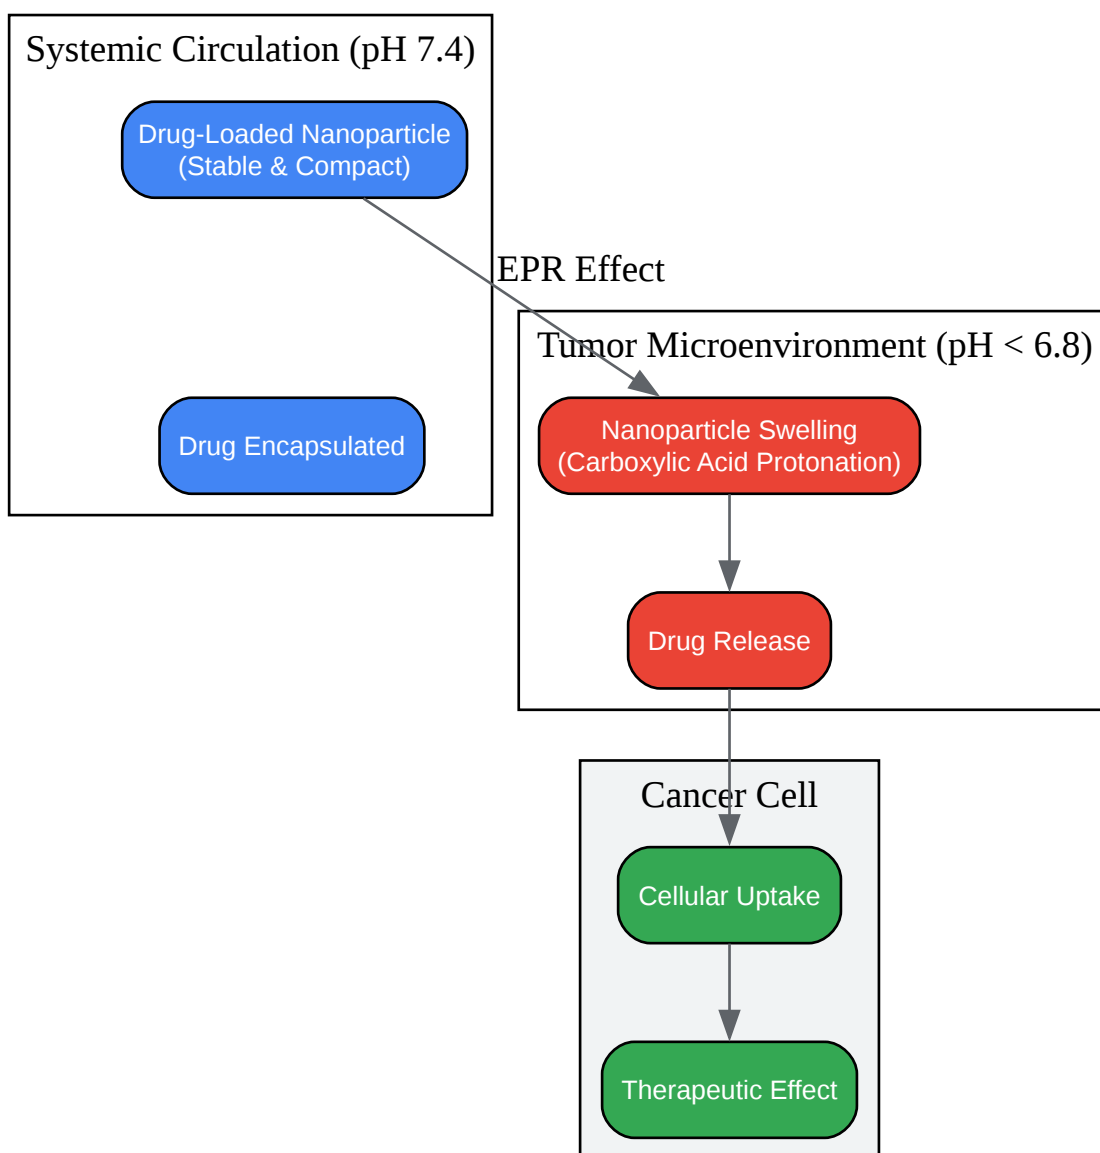 Systemic Circulation (pH 7.4)
Drug-Loaded Nanoparticle
(Stable & Compact)
EPR Effect
Drug Encapsulated
Tumor Microenvironment (pH < 6.8)
Nanoparticle Swelling
(Carboxylic Acid Protonation)
Drug Release
Cancer Cell
Cellular Uptake
Therapeutic Effect